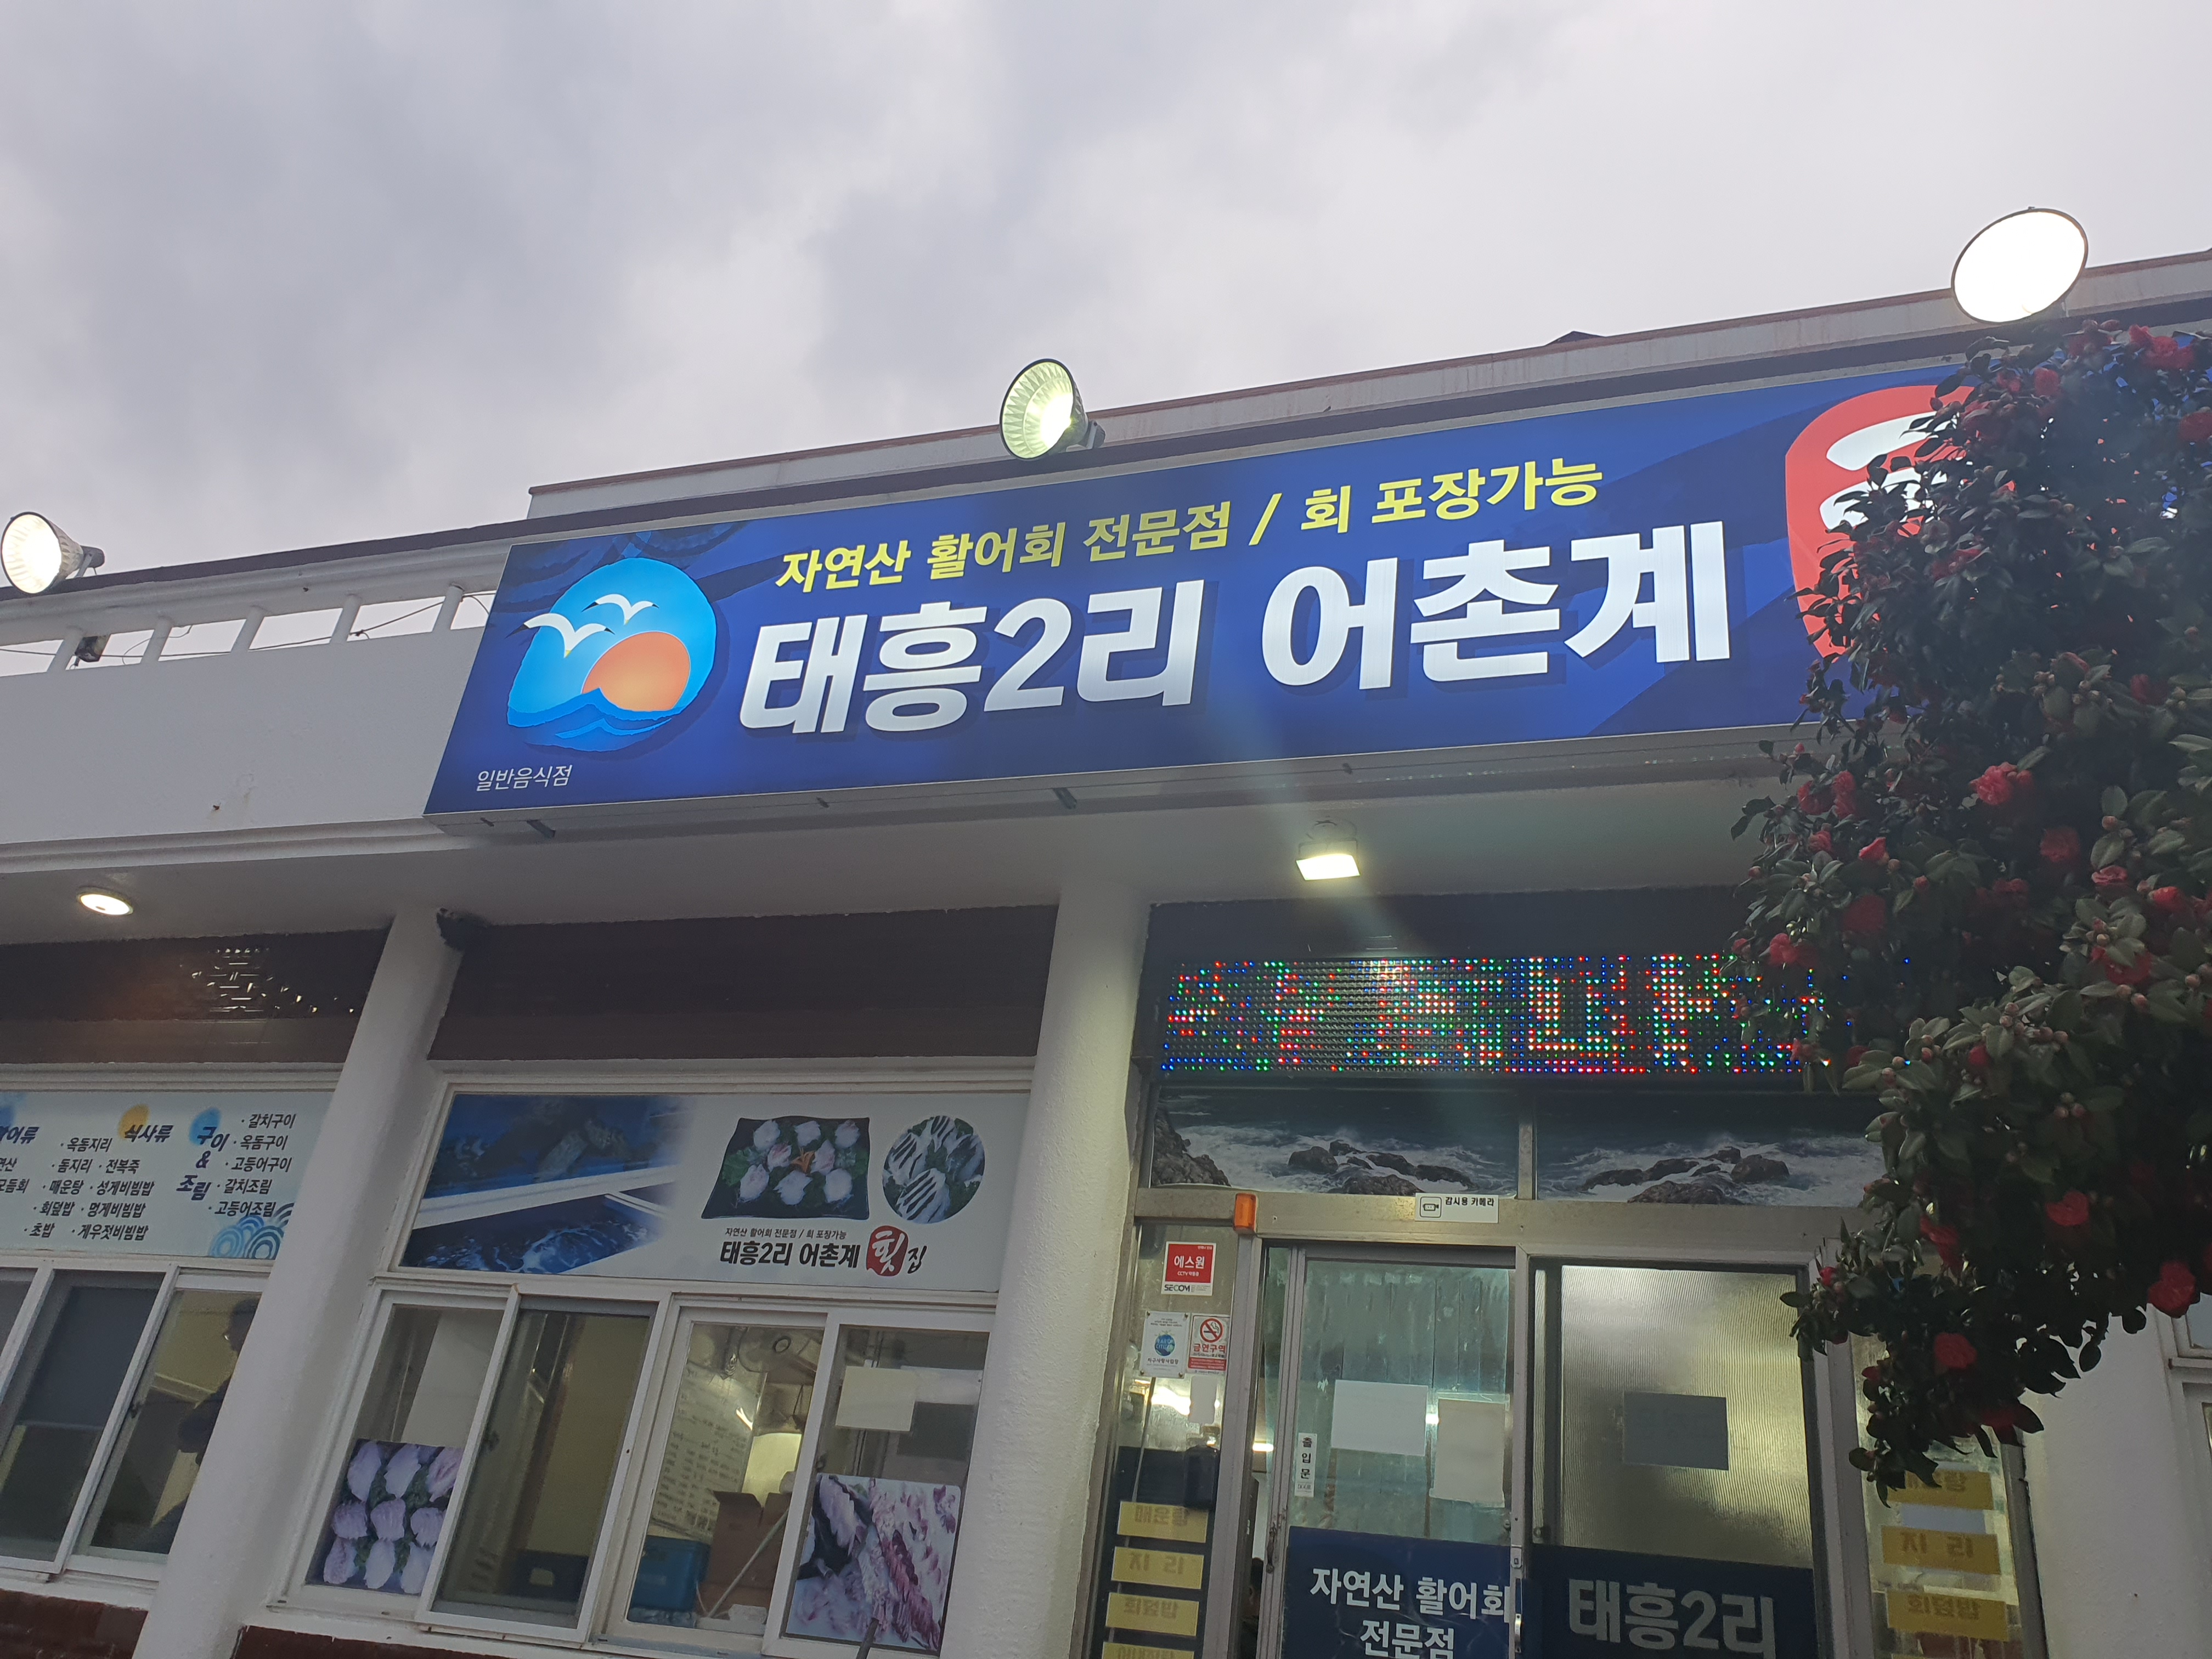 자연산 활어회 전문점 / 회 포장가능
태흥2리 어촌계
일반음식점
식사류
· 옥돔지리
· 돔지리 · 전복죽
· 매운탕 · 성게비빔밥
· 회덮밥 · 멍게비빔밥
· 초밥 · 게우젓비빔밥
구이
&
조림
· 갈치구이
· 옥돔구이
· 고등어구이
· 갈치조림
· 고등어조림
자연산 활어회 전문점 / 회 포장가능
태흥2리 어촌계 횟집
감시용 카메라
에스원
SECOM
금연구역
출입문
매운탕
지리
회덮밥
자연산 활어회
전문점
태흥2리
지리
회덮밥